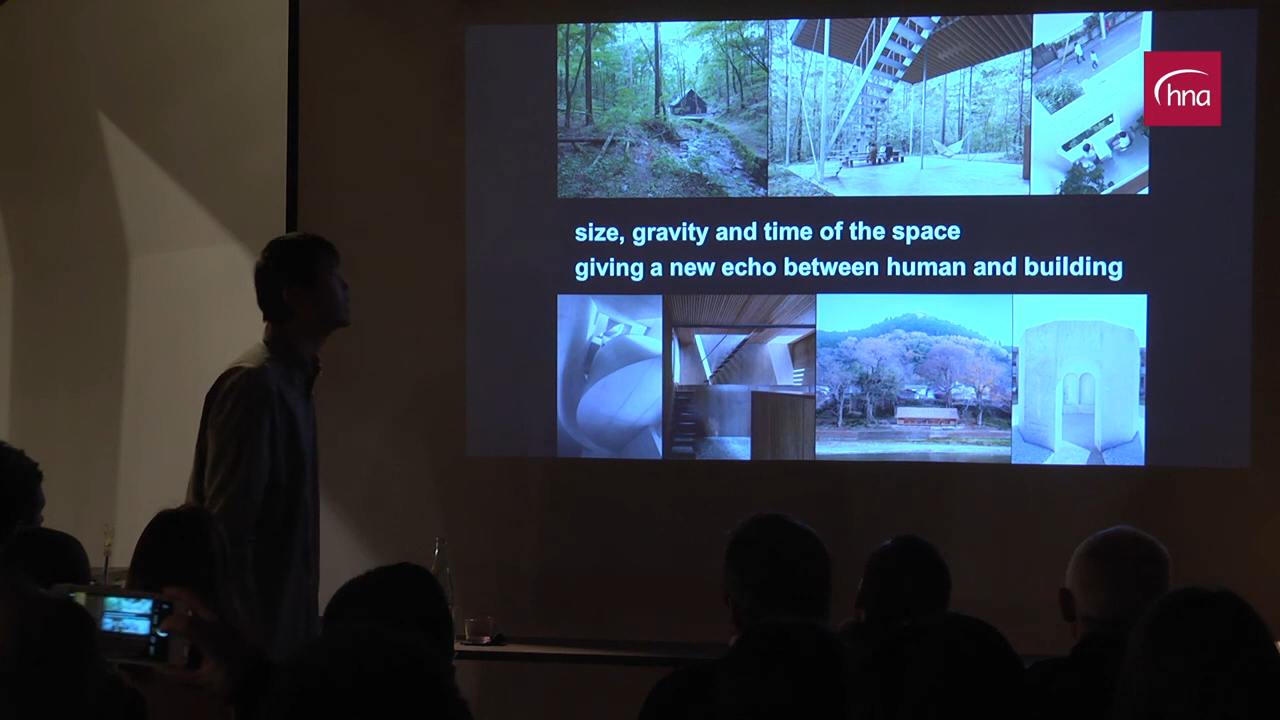 hna
size, gravity and time of the space
giving a new echo between human and building